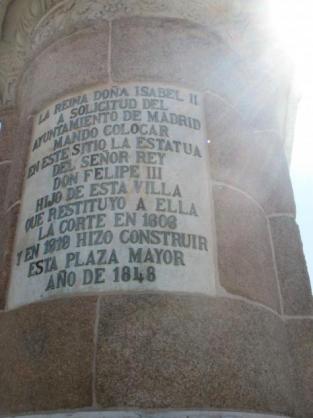 LA REINA DOÑA ISABEL II
A SOLICITUD DEL
AYUNTAMIENTO DE MADRID
MANDO COLOCAR
EN ESTE SITIO LA ESTATUA
DEL SEÑOR REY
DON FELIPE III
HIJO DE ESTA VILLA
QUE RESTITUYO A ELLA
LA CORTE EN 1606
Y EN 1619 HIZO CONSTRUIR
ESTA PLAZA MAYOR
AÑO DE 1848